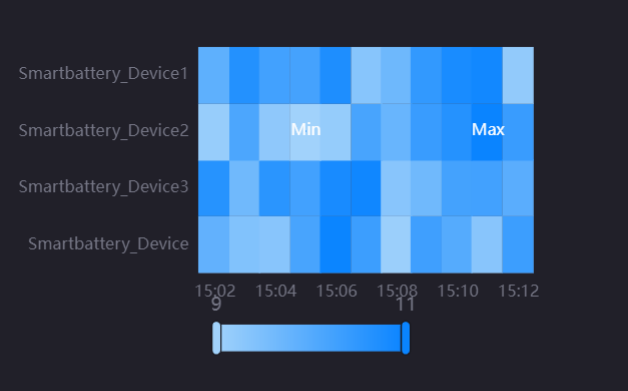 Smartbattery_Device1
Smartbattery_Device2
Min
Max
Smartbattery_Device3
Smartbattery_Device
15:02 15:04 15:06 15:08 15:10 15:12
9 11